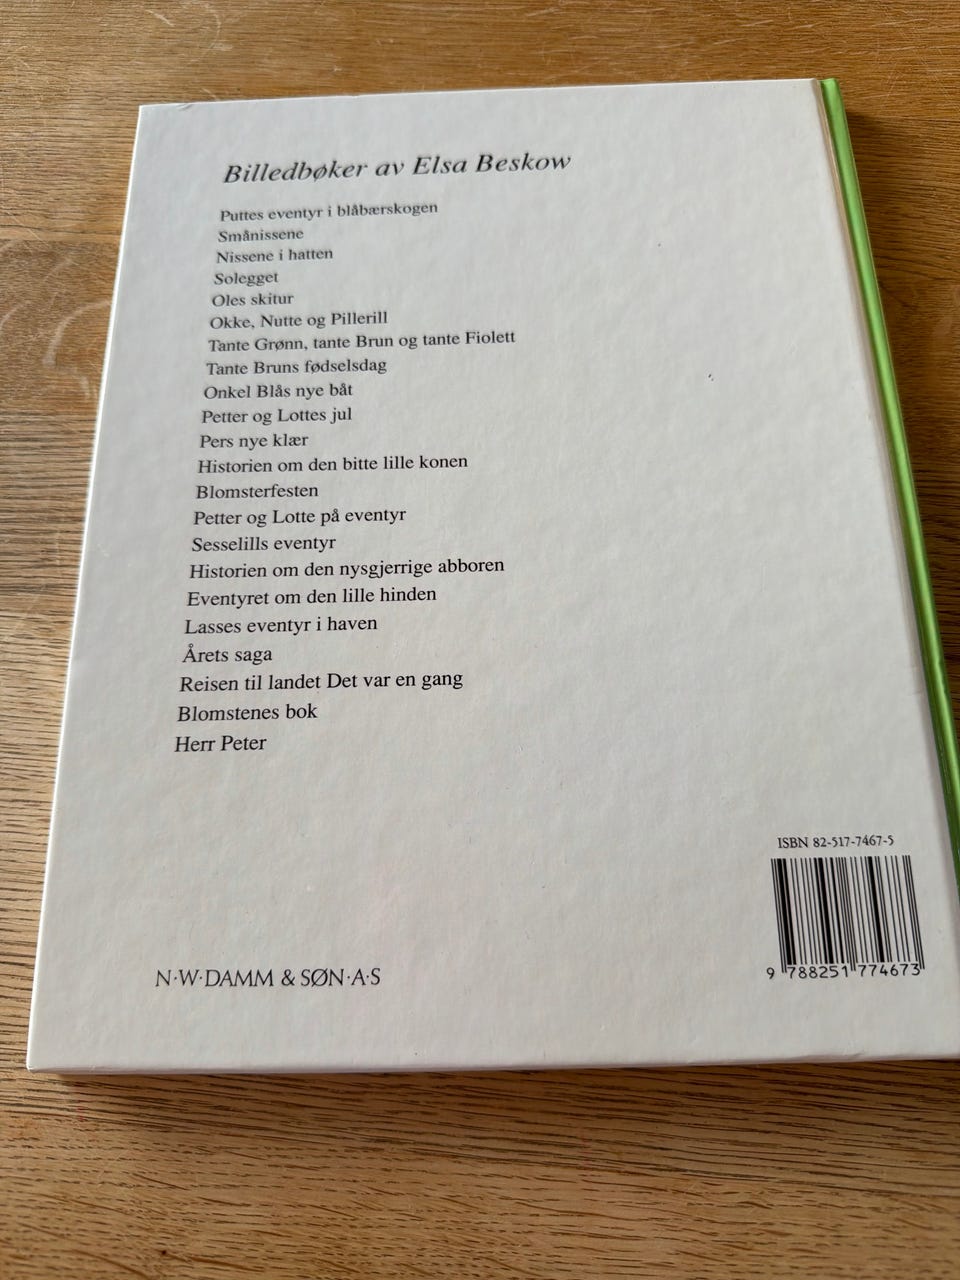 Billedbøker av Elsa Beskow
Puttes eventyr i blåbærskogen
Smånissene
Nissene i hatten
Solegget
Oles skitur
Okke, Nutte og Pillerill
Tante Grønn, tante Brun og tante Fiolett
Tante Bruns fødselsdag
Onkel Blås nye båt
Petter og Lottes jul
Pers nye klær
Historien om den bitte lille konen
Blomsterfesten
Petter og Lotte på eventyr
Sesselills eventyr
Historien om den nysgjerrige abboren
Eventyret om den lille hinden
Lasses eventyr i haven
Årets saga
Reisen til landet Det var en gang
Blomstenes bok
Herr Peter
ISBN 82-517-7467-5
9 788251 774673
N·W·DAMM & SØN·A·S